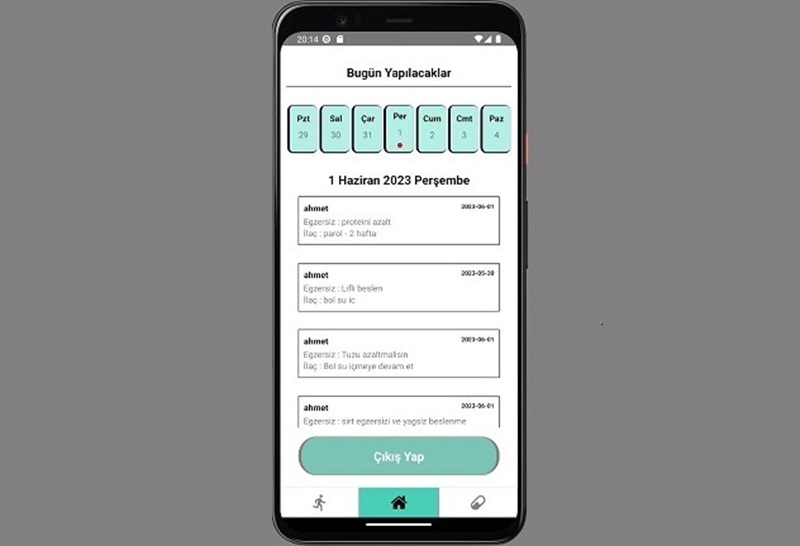 20:14
Bugün Yapılacaklar
Pzt Sal Çar Per Cum Cmt Paz
29 30 31 1 2 3 4
1 Haziran 2023 Perşembe
ahmet 2023-06-01
Egzersiz : proteini azalt
İlaç : parol - 2 hafta
ahmet 2023-05-30
Egzersiz : Lifli beslen
İlaç : bol su ic
ahmet 2023-06-01
Egzersiz : Tuzu azaltmalisin
İlaç : Bol su içmeye devam et
ahmet 2023-06-01
Egzersiz : sirt egzersizi ve yagsiz beslenme
Çıkış Yap